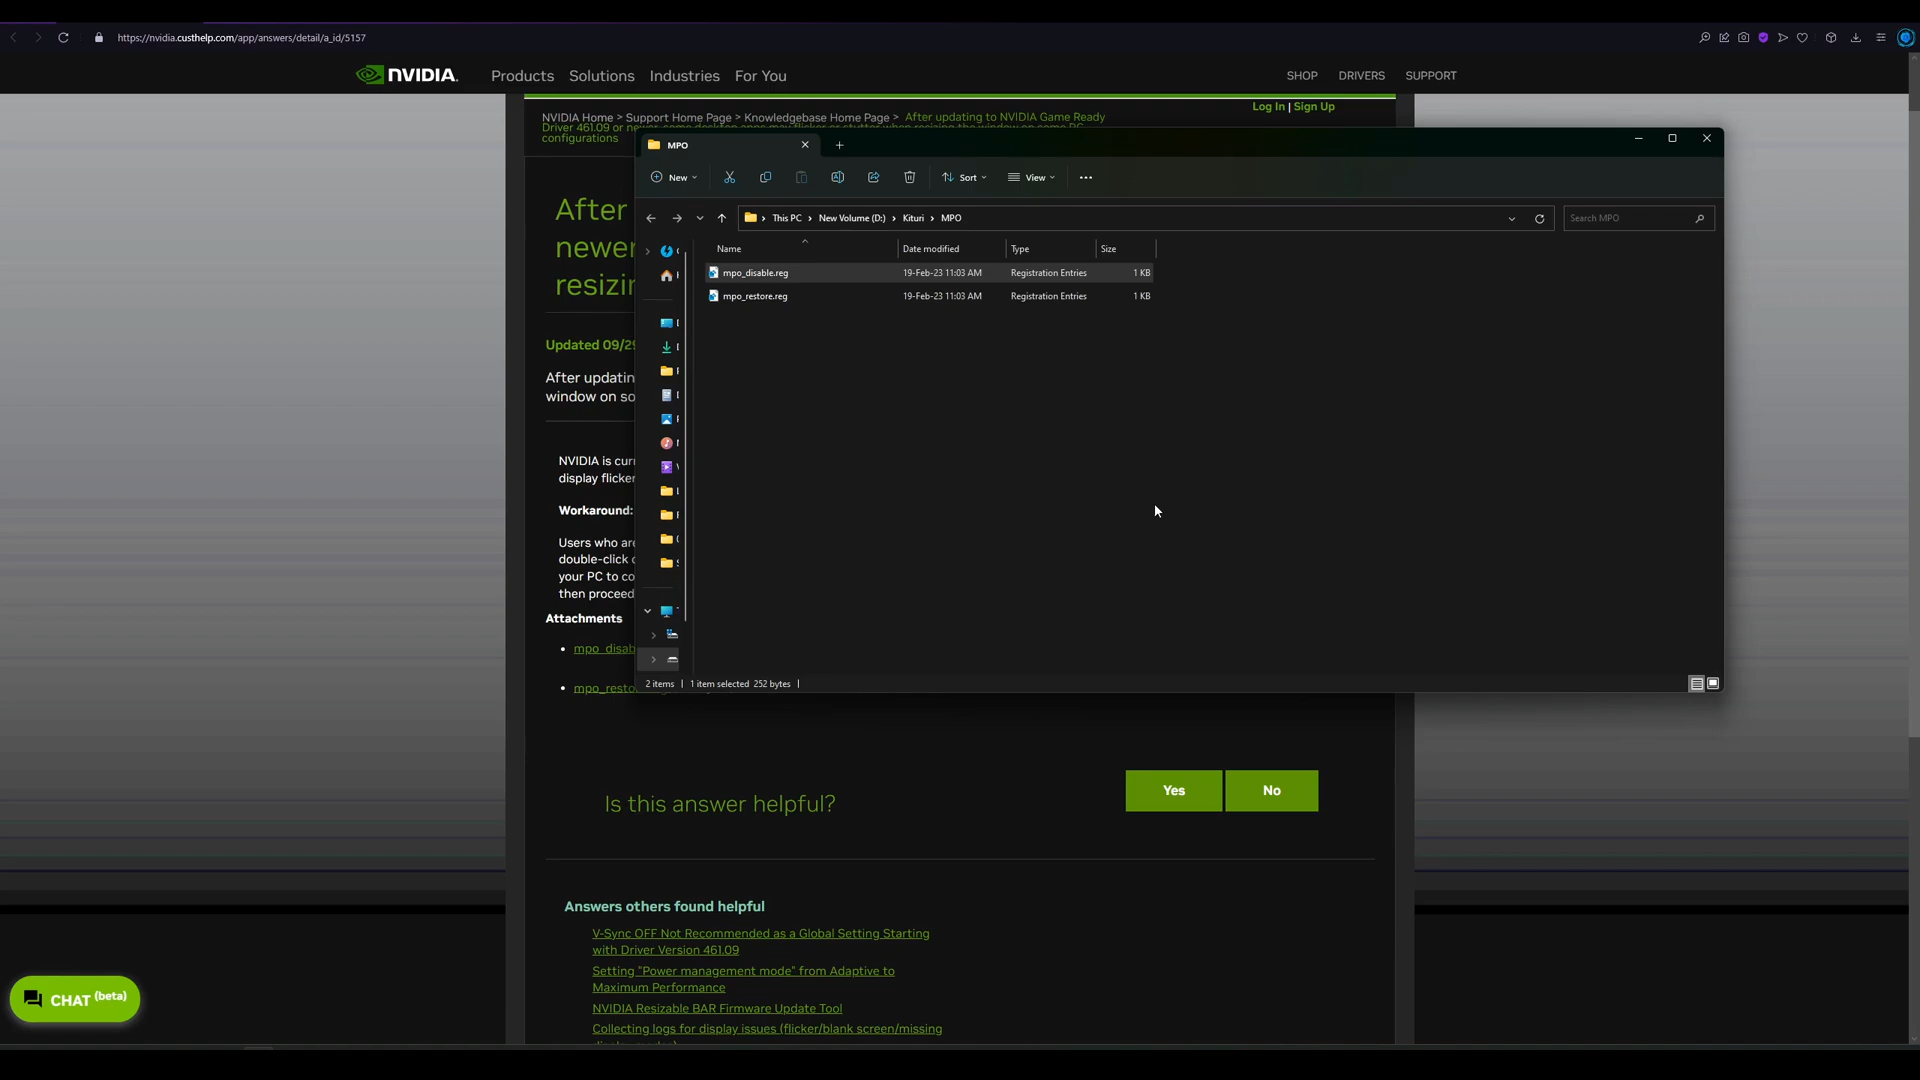 https://nvidia.custhelp.com/app/answers/detail/a_id/5157
NVIDIA.
Products
Solutions
Industries
For You
SHOP
DRIVERS
SUPPORT
Log In | Sign Up
NVIDIA Home > Support Home Page > Knowledgebase Home Page > After updating to NVIDIA Game Ready
configurations
After
Updated 09/29
window on so
NVIDIA is
display flicker
Workaround:
Users who are
double-click
your PC to co
then proceed
Attachments
MPO
New
Sort
View
This PC
New Volume (D:)
Kituri
MPO
Search MPO
Name
Date modified
Type
Size
mpo_disable.reg
19-Feb-23 11:03 AM
Registration Entries
1 KB
mpo_restore.reg
19-Feb-23 11:03 AM
Registration Entries
1 KB
2 items
1 item selected 252 bytes
Is this answer helpful?
Yes
No
Answers others found helpful
V-Sync OFF Not Recommended as a Global Setting Starting
with Driver Version 461.09
Setting "Power management mode" from Adaptive to
Maximum Performance
NVIDIA Resizable BAR Firmware Update Tool
Collecting logs for display issues (flicker/blank screen/missing
CHAT (beta)